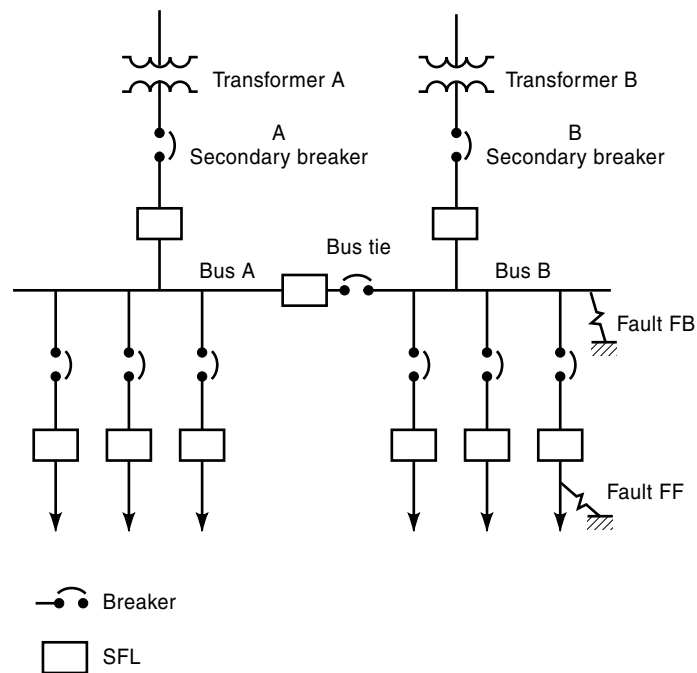 Transformer A
Transformer B
A
Secondary breaker
B
Secondary breaker
Bus tie
Bus A
Bus B
Fault FB
Fault FF
Breaker
SFL